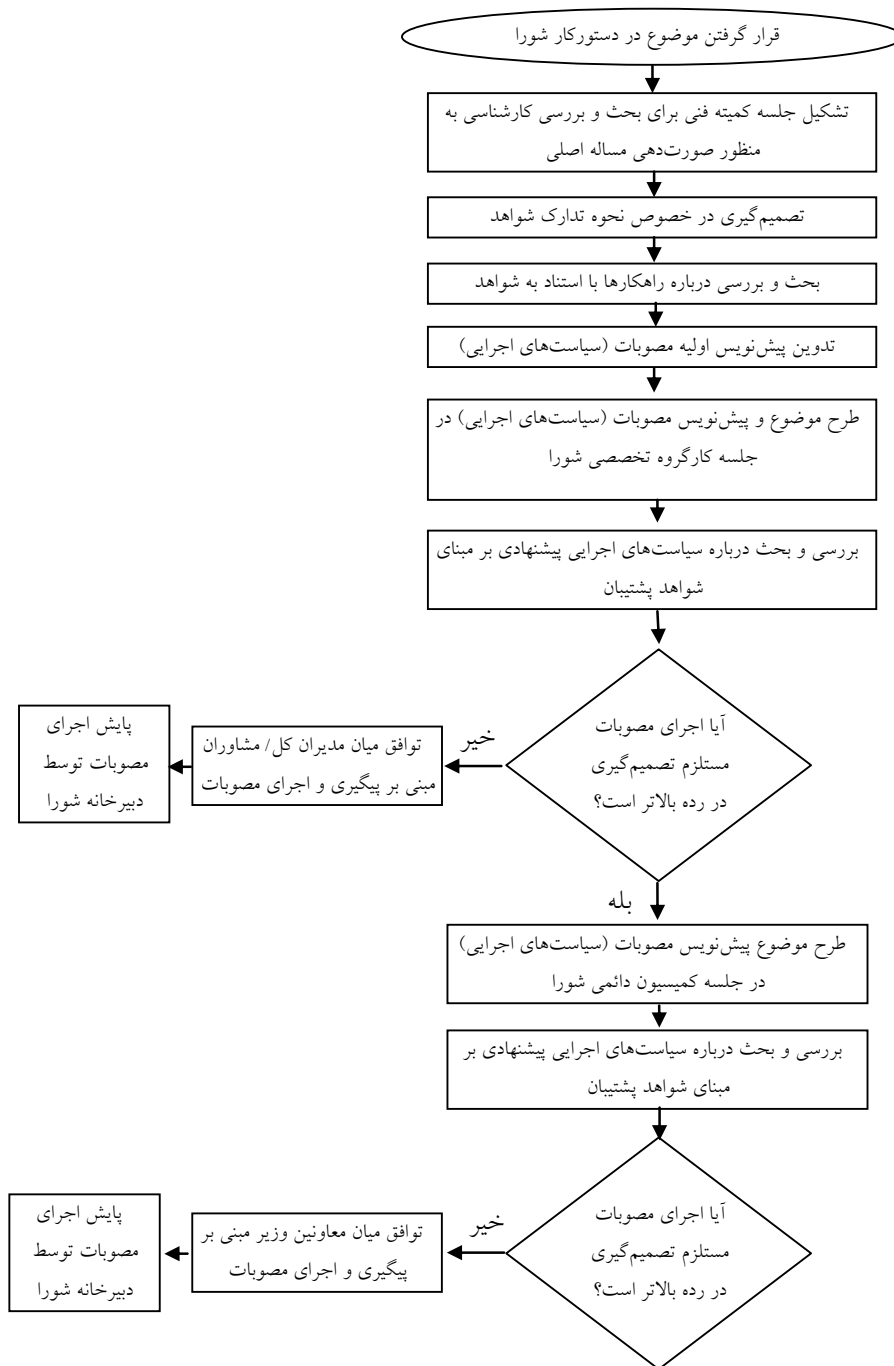 قرار گرفتن موضوع در دستورکار شورا
تشکیل جلسه کمیته فنی برای بحث و بررسی کارشناسی به
منظور صورت‌دهی مساله اصلی
تصمیم‌گیری در خصوص نحوه تدارک شواهد
بحث و بررسی درباره راهکارها با استناد به شواهد
تدوین پیش‌نویس اولیه مصوبات (سیاست‌های اجرایی)
طرح موضوع و پیش‌نویس مصوبات (سیاست‌های اجرایی) در
جلسه کارگروه تخصصی شورا
بررسی و بحث درباره سیاست‌های اجرایی پیشنهادی بر مبنای
شواهد پشتیبان
آیا اجرای مصوبات
مستلزم تصمیم‌گیری
در رده بالاتر است؟
خیر
توافق میان مدیران کل/ مشاوران
مبنی بر پیگیری و اجرای مصوبات
پایش اجرای
مصوبات توسط
دبیرخانه شورا
بله
طرح موضوع پیش‌نویس مصوبات (سیاست‌های اجرایی)
در جلسه کمیسیون دائمی شورا
بررسی و بحث درباره سیاست‌های اجرایی پیشنهادی بر
مبنای شواهد پشتیبان
آیا اجرای مصوبات
مستلزم تصمیم‌گیری
در رده بالاتر است؟
خیر
توافق میان معاونین وزیر مبنی بر
پیگیری و اجرای مصوبات
پایش اجرای
مصوبات توسط
دبیرخانه شورا